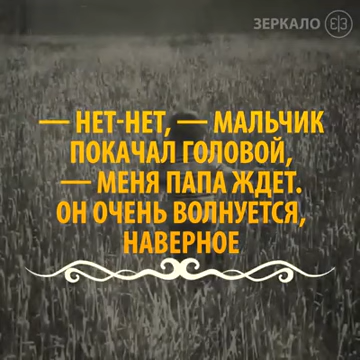 ЗЕРКАЛО
— НЕТ-НЕТ, — МАЛЬЧИК
ПОКАЧАЛ ГОЛОВОЙ,
— МЕНЯ ПАПА ЖДЕТ.
ОН ОЧЕНЬ ВОЛНУЕТСЯ,
НАВЕРНОЕ